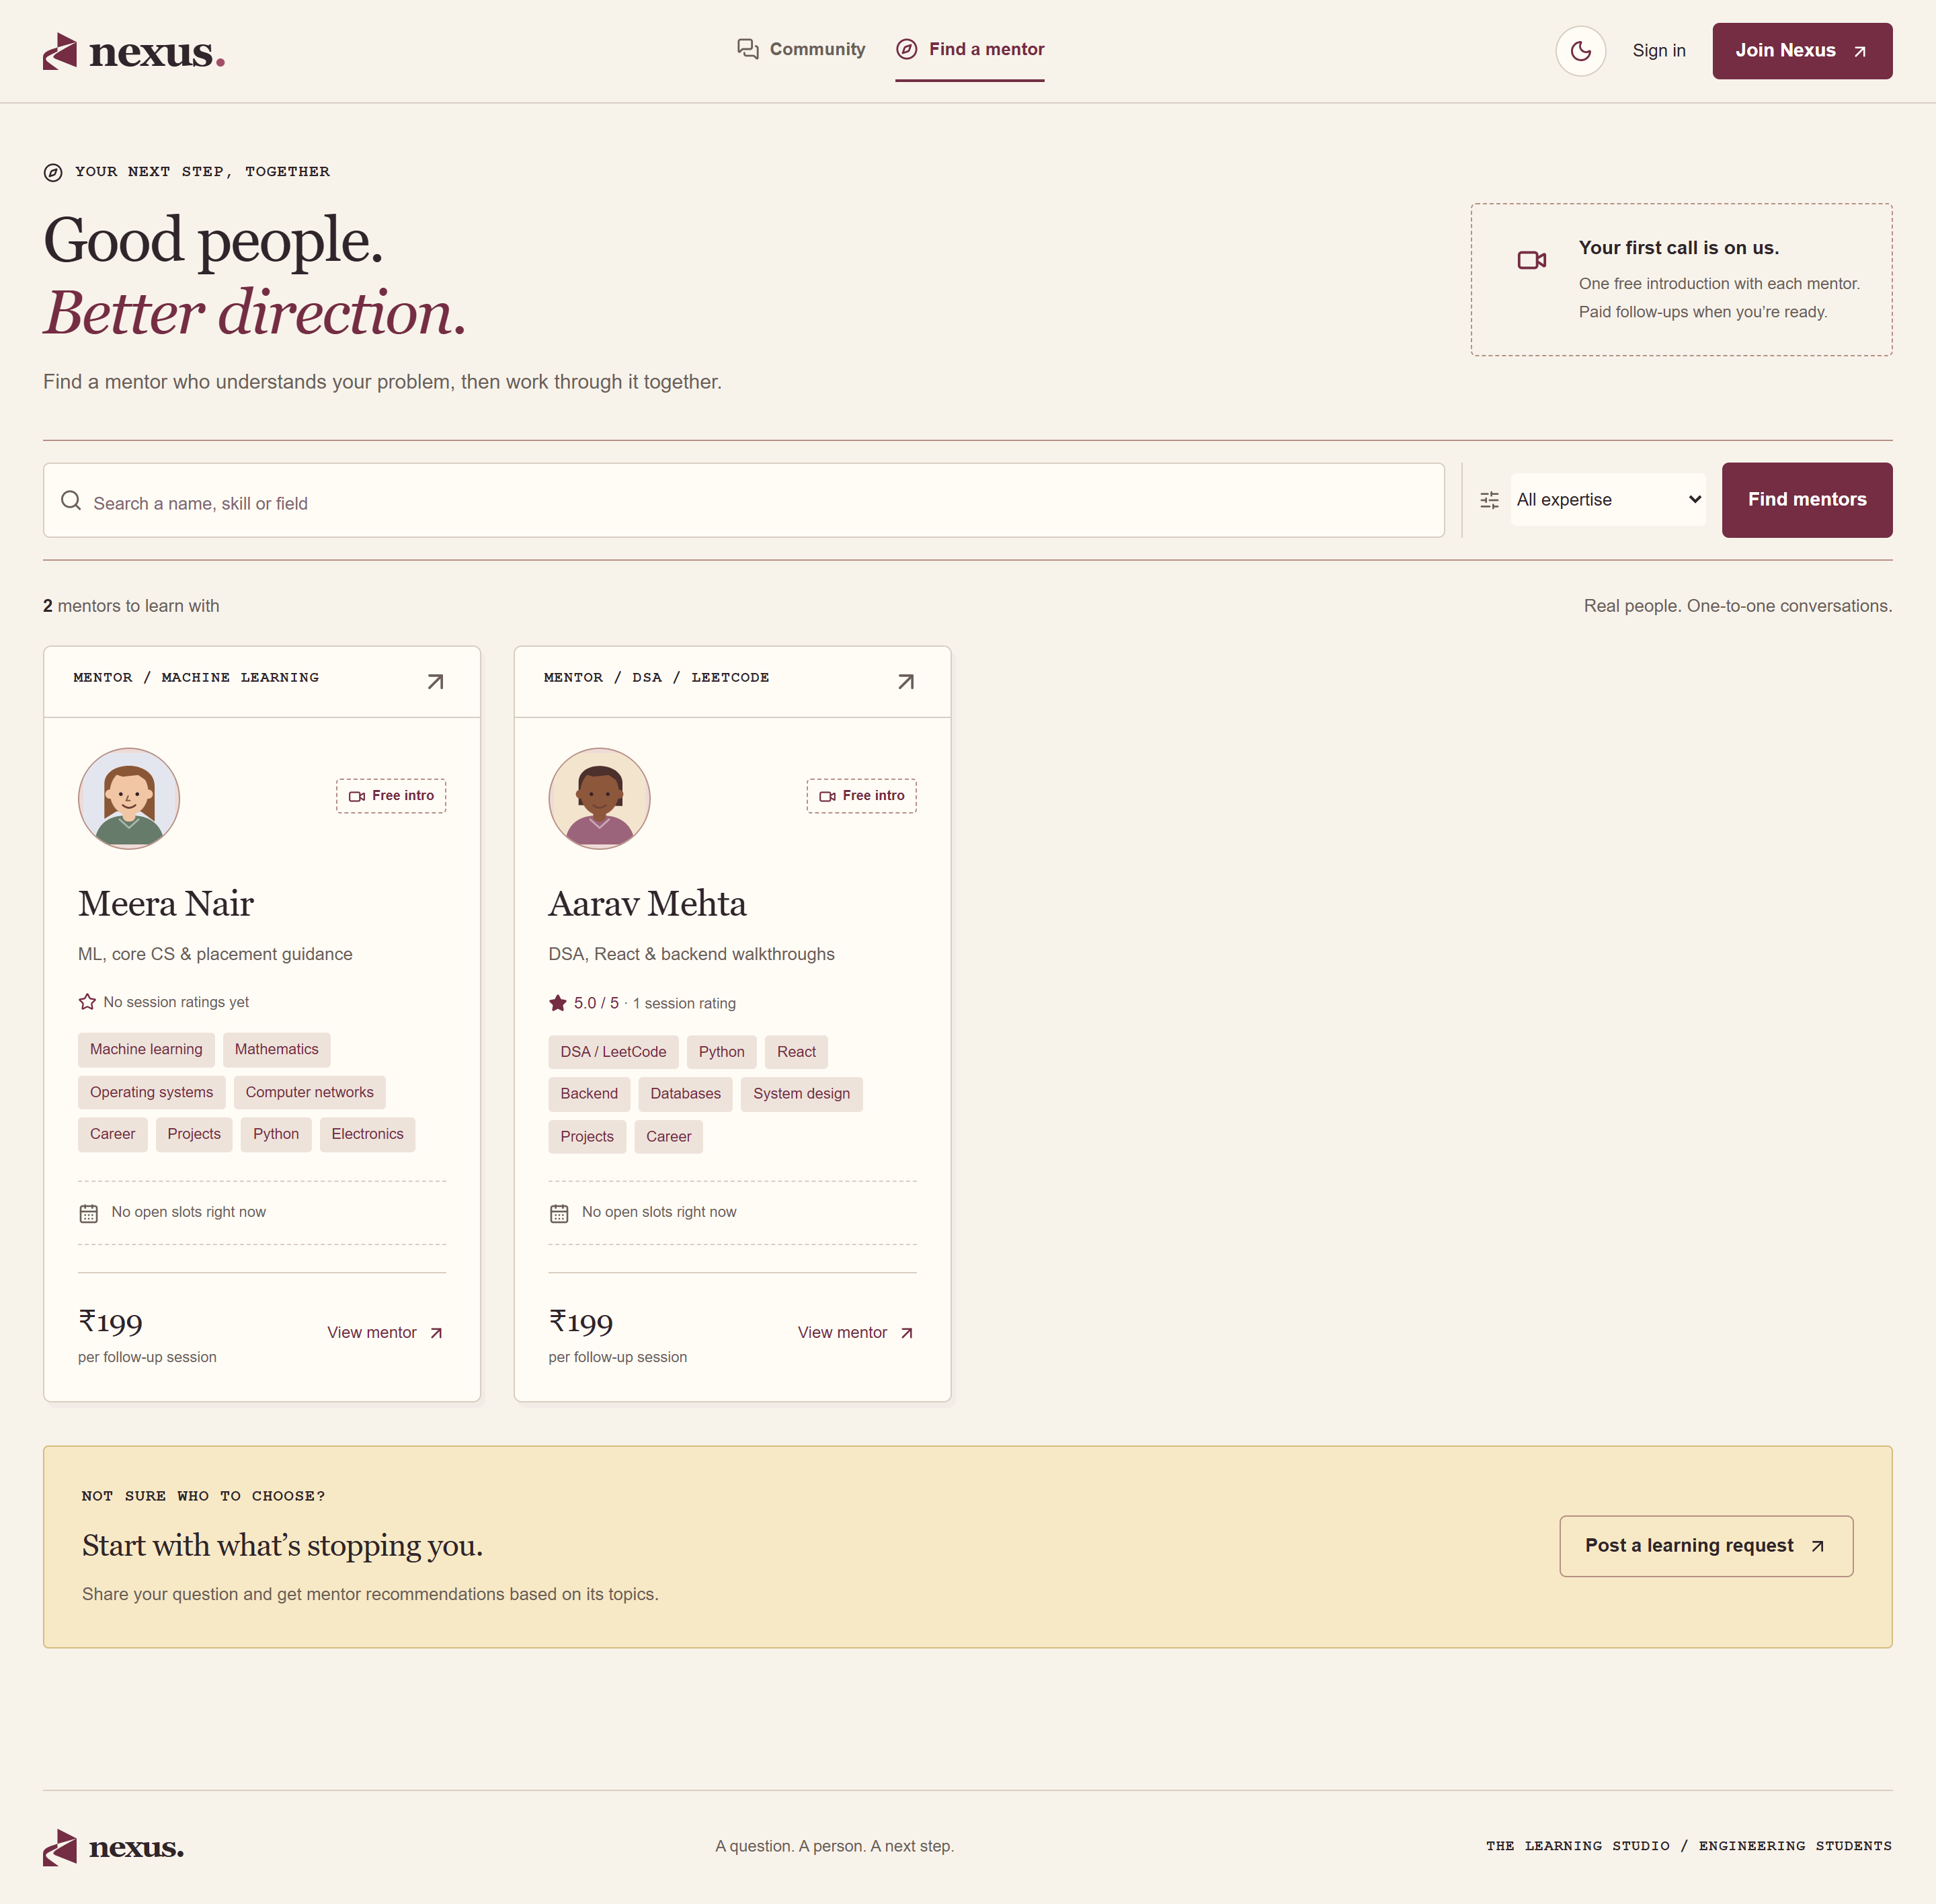 nexus.
Community
Find a mentor
Sign in
Join Nexus
YOUR NEXT STEP, TOGETHER
Good people.
Better direction.
Find a mentor who understands your problem, then work through it together.
Your first call is on us.
One free introduction with each mentor.
Paid follow-ups when you’re ready.
Search a name, skill or field
All expertise
Find mentors
2 mentors to learn with
Real people. One-to-one conversations.
MENTOR / MACHINE LEARNING
Free intro
Meera Nair
ML, core CS & placement guidance
No session ratings yet
Machine learning Mathematics
Operating systems Computer networks
Career Projects Python Electronics
No open slots right now
₹199
per follow-up session
View mentor
MENTOR / DSA / LEETCODE
Free intro
Aarav Mehta
DSA, React & backend walkthroughs
5.0 / 5 · 1 session rating
DSA / LeetCode Python React
Backend Databases System design
Projects Career
No open slots right now
₹199
per follow-up session
View mentor
NOT SURE WHO TO CHOOSE?
Start with what’s stopping you.
Share your question and get mentor recommendations based on its topics.
Post a learning request
nexus.
A question. A person. A next step.
THE LEARNING STUDIO / ENGINEERING STUDENTS